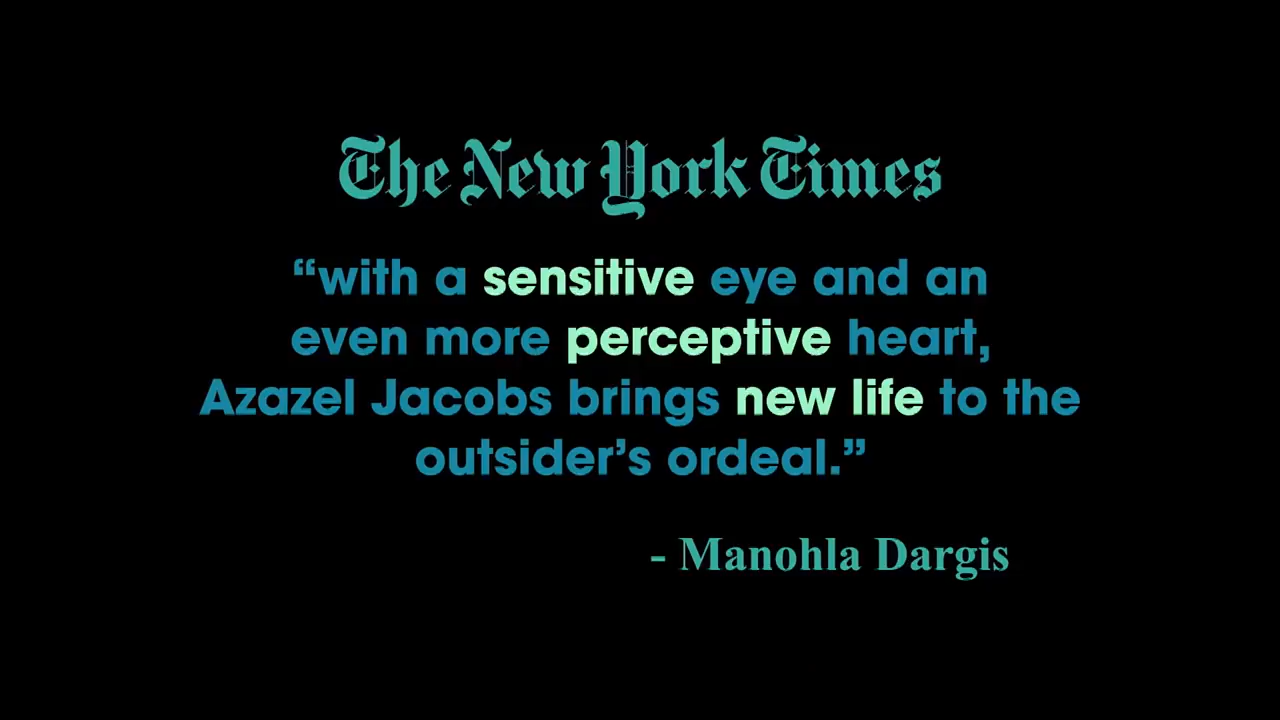 The New York Times
“with a sensitive eye and an
even more perceptive heart,
Azazel Jacobs brings new life to the
outsider’s ordeal.”
- Manohla Dargis